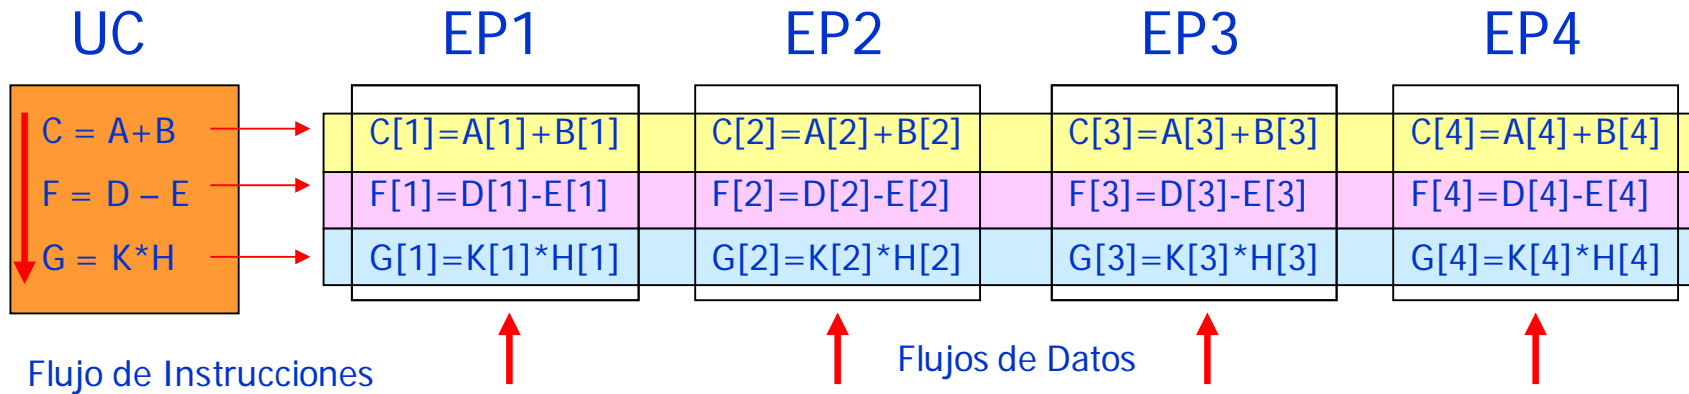 UC EP1 EP2 EP3 EP4
C = A+B C[1]=A[1]+B[1] C[2]=A[2]+B[2] C[3]=A[3]+B[3] C[4]=A[4]+B[4]
F = D – E F[1]=D[1]-E[1] F[2]=D[2]-E[2] F[3]=D[3]-E[3] F[4]=D[4]-E[4]
G = K*H G[1]=K[1]*H[1] G[2]=K[2]*H[2] G[3]=K[3]*H[3] G[4]=K[4]*H[4]
Flujo de Instrucciones Flujos de Datos